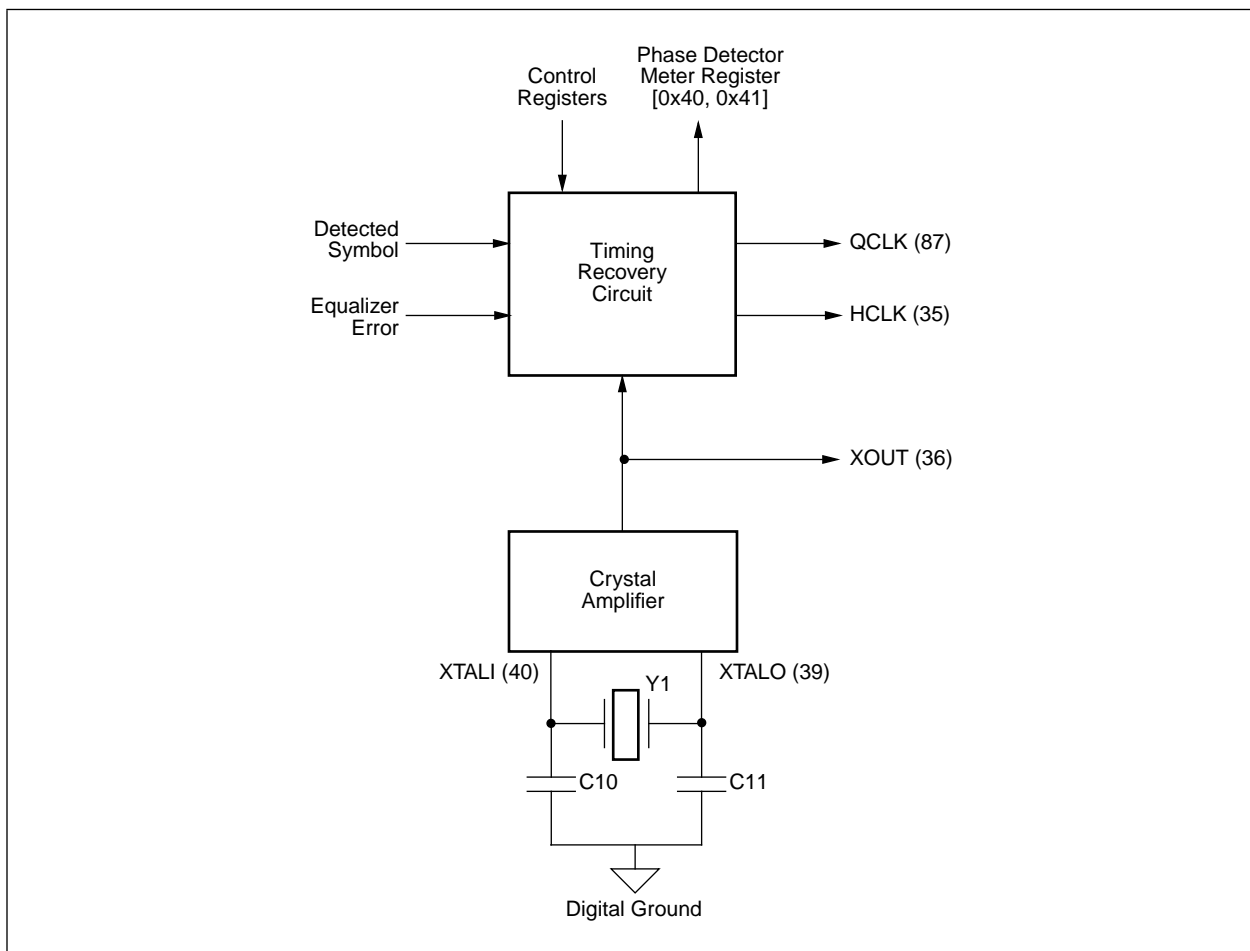 Control
Registers
Phase Detector
Meter Register
[0x40, 0x41]
Detected
Symbol
Equalizer
Error
Timing
Recovery
Circuit
QCLK (87)
HCLK (35)
XOUT (36)
Crystal
Amplifier
XTALI (40)
XTALO (39)
Y1
C10
C11
Digital Ground